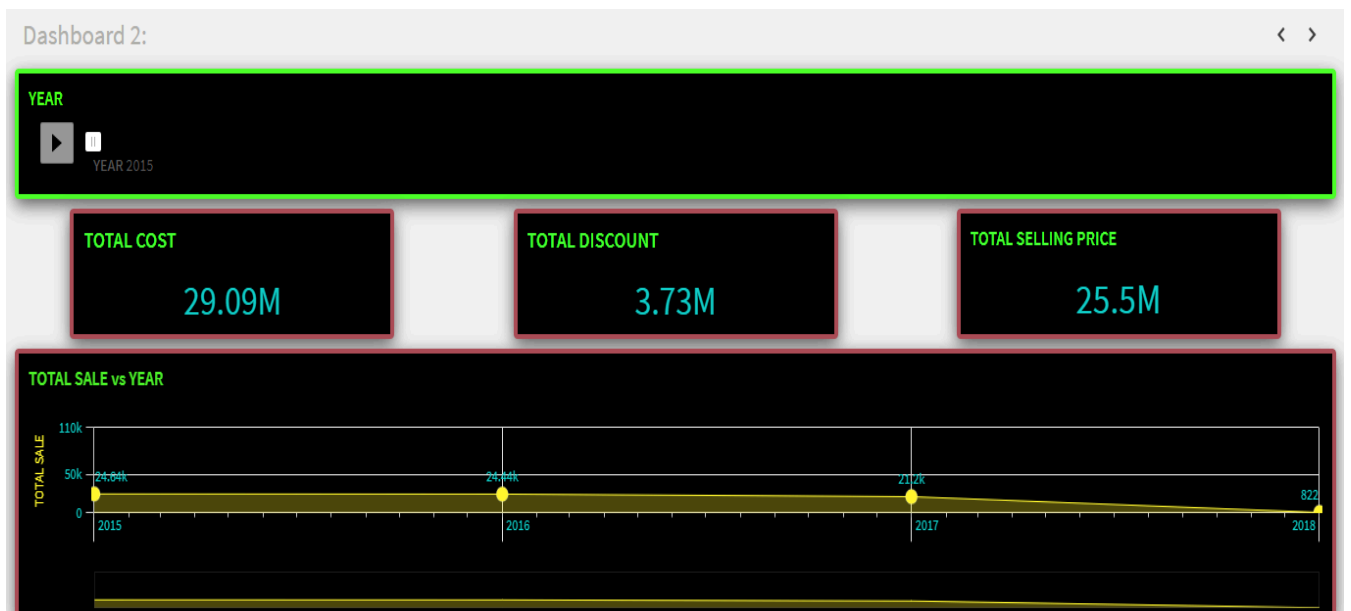 Dashboard 2:
YEAR
YEAR 2015
TOTAL COST
29.09M
TOTAL DISCOUNT
3.73M
TOTAL SELLING PRICE
25.5M
TOTAL SALE vs YEAR
TOTAL SALE
110k
50k
0
24.84k
24.44k
21.2k
822
2015
2016
2017
2018